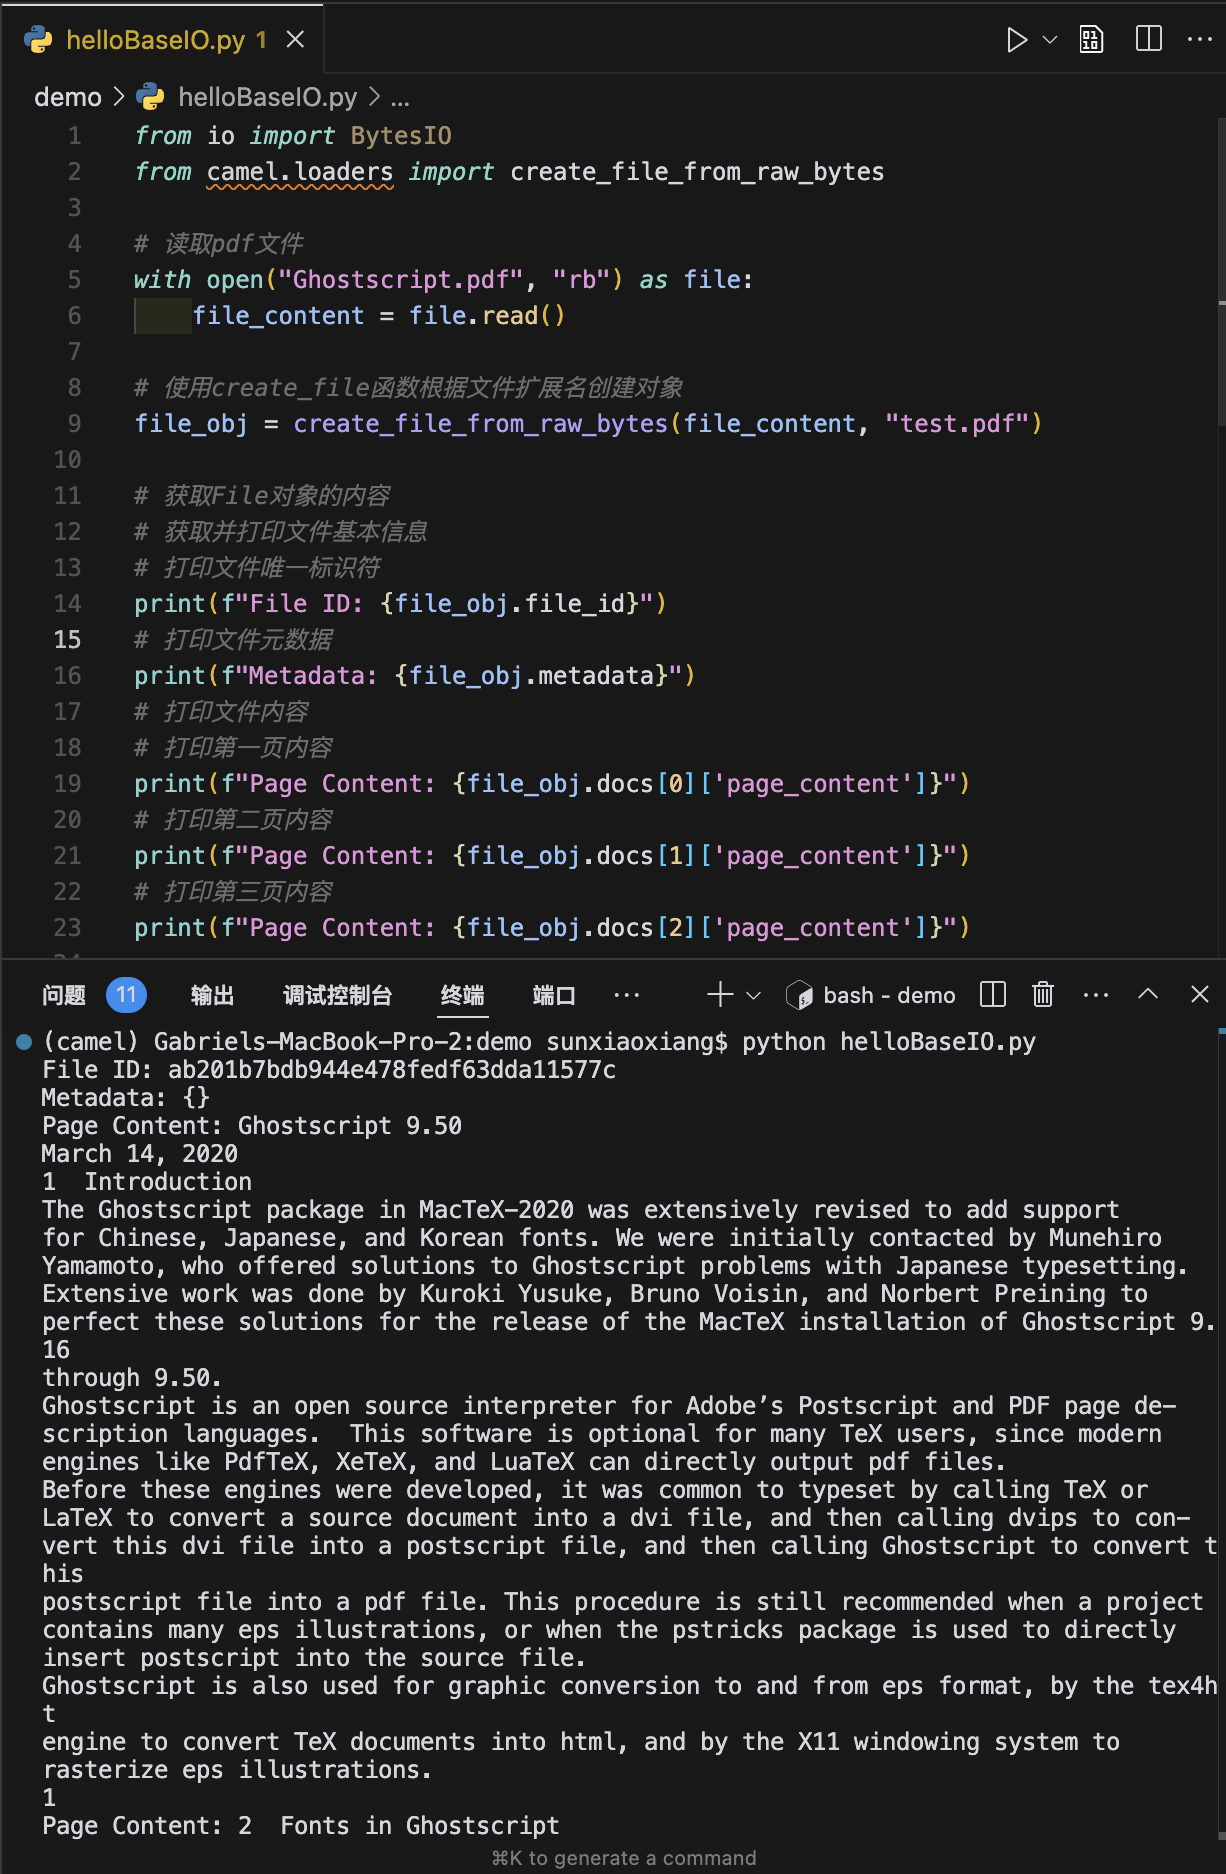 helloBaseIO.py 1
demo > helloBaseIO.py > ...
1 from io import BytesIO
2 from camel.loaders import create_file_from_raw_bytes
3
4 # 读取pdf文件
5 with open("Ghostscript.pdf", "rb") as file:
6     file_content = file.read()
7
8 # 使用create_file函数根据文件扩展名创建对象
9 file_obj = create_file_from_raw_bytes(file_content, "test.pdf")
10
11 # 获取File对象的内容
12 # 获取并打印文件基本信息
13 # 打印文件唯一标识符
14 print(f"File ID: {file_obj.file_id}")
15 # 打印文件元数据
16 print(f"Metadata: {file_obj.metadata}")
17 # 打印文件内容
18 # 打印第一页内容
19 print(f"Page Content: {file_obj.docs[0]['page_content']}")
20 # 打印第二页内容
21 print(f"Page Content: {file_obj.docs[1]['page_content']}")
22 # 打印第三页内容
23 print(f"Page Content: {file_obj.docs[2]['page_content']}")
问题 11 输出 调试控制台 终端 端口 ... bash - demo
(camel) Gabriels-MacBook-Pro-2:demo sunxiaoxiang$ python helloBaseIO.py
File ID: ab201b7bdb944e478fedf63dda11577c
Metadata: {}
Page Content: Ghostscript 9.50
March 14, 2020
1  Introduction
The Ghostscript package in MacTeX-2020 was extensively revised to add support
for Chinese, Japanese, and Korean fonts. We were initially contacted by Munehiro
Yamamoto, who offered solutions to Ghostscript problems with Japanese typesetting.
Extensive work was done by Kuroki Yusuke, Bruno Voisin, and Norbert Preining to
perfect these solutions for the release of the MacTeX installation of Ghostscript 9.
16
through 9.50.
Ghostscript is an open source interpreter for Adobe’s Postscript and PDF page de-
scription languages.  This software is optional for many TeX users, since modern
engines like PdfTeX, XeTeX, and LuaTeX can directly output pdf files.
Before these engines were developed, it was common to typeset by calling TeX or
LaTeX to convert a source document into a dvi file, and then calling dvips to con-
vert this dvi file into a postscript file, and then calling Ghostscript to convert t
his
postscript file into a pdf file. This procedure is still recommended when a project
contains many eps illustrations, or when the pstricks package is used to directly
insert postscript into the source file.
Ghostscript is also used for graphic conversion to and from eps format, by the tex4h
t
engine to convert TeX documents into html, and by the X11 windowing system to
rasterize eps illustrations.
1
Page Content: 2  Fonts in Ghostscript
⌘K to generate a command